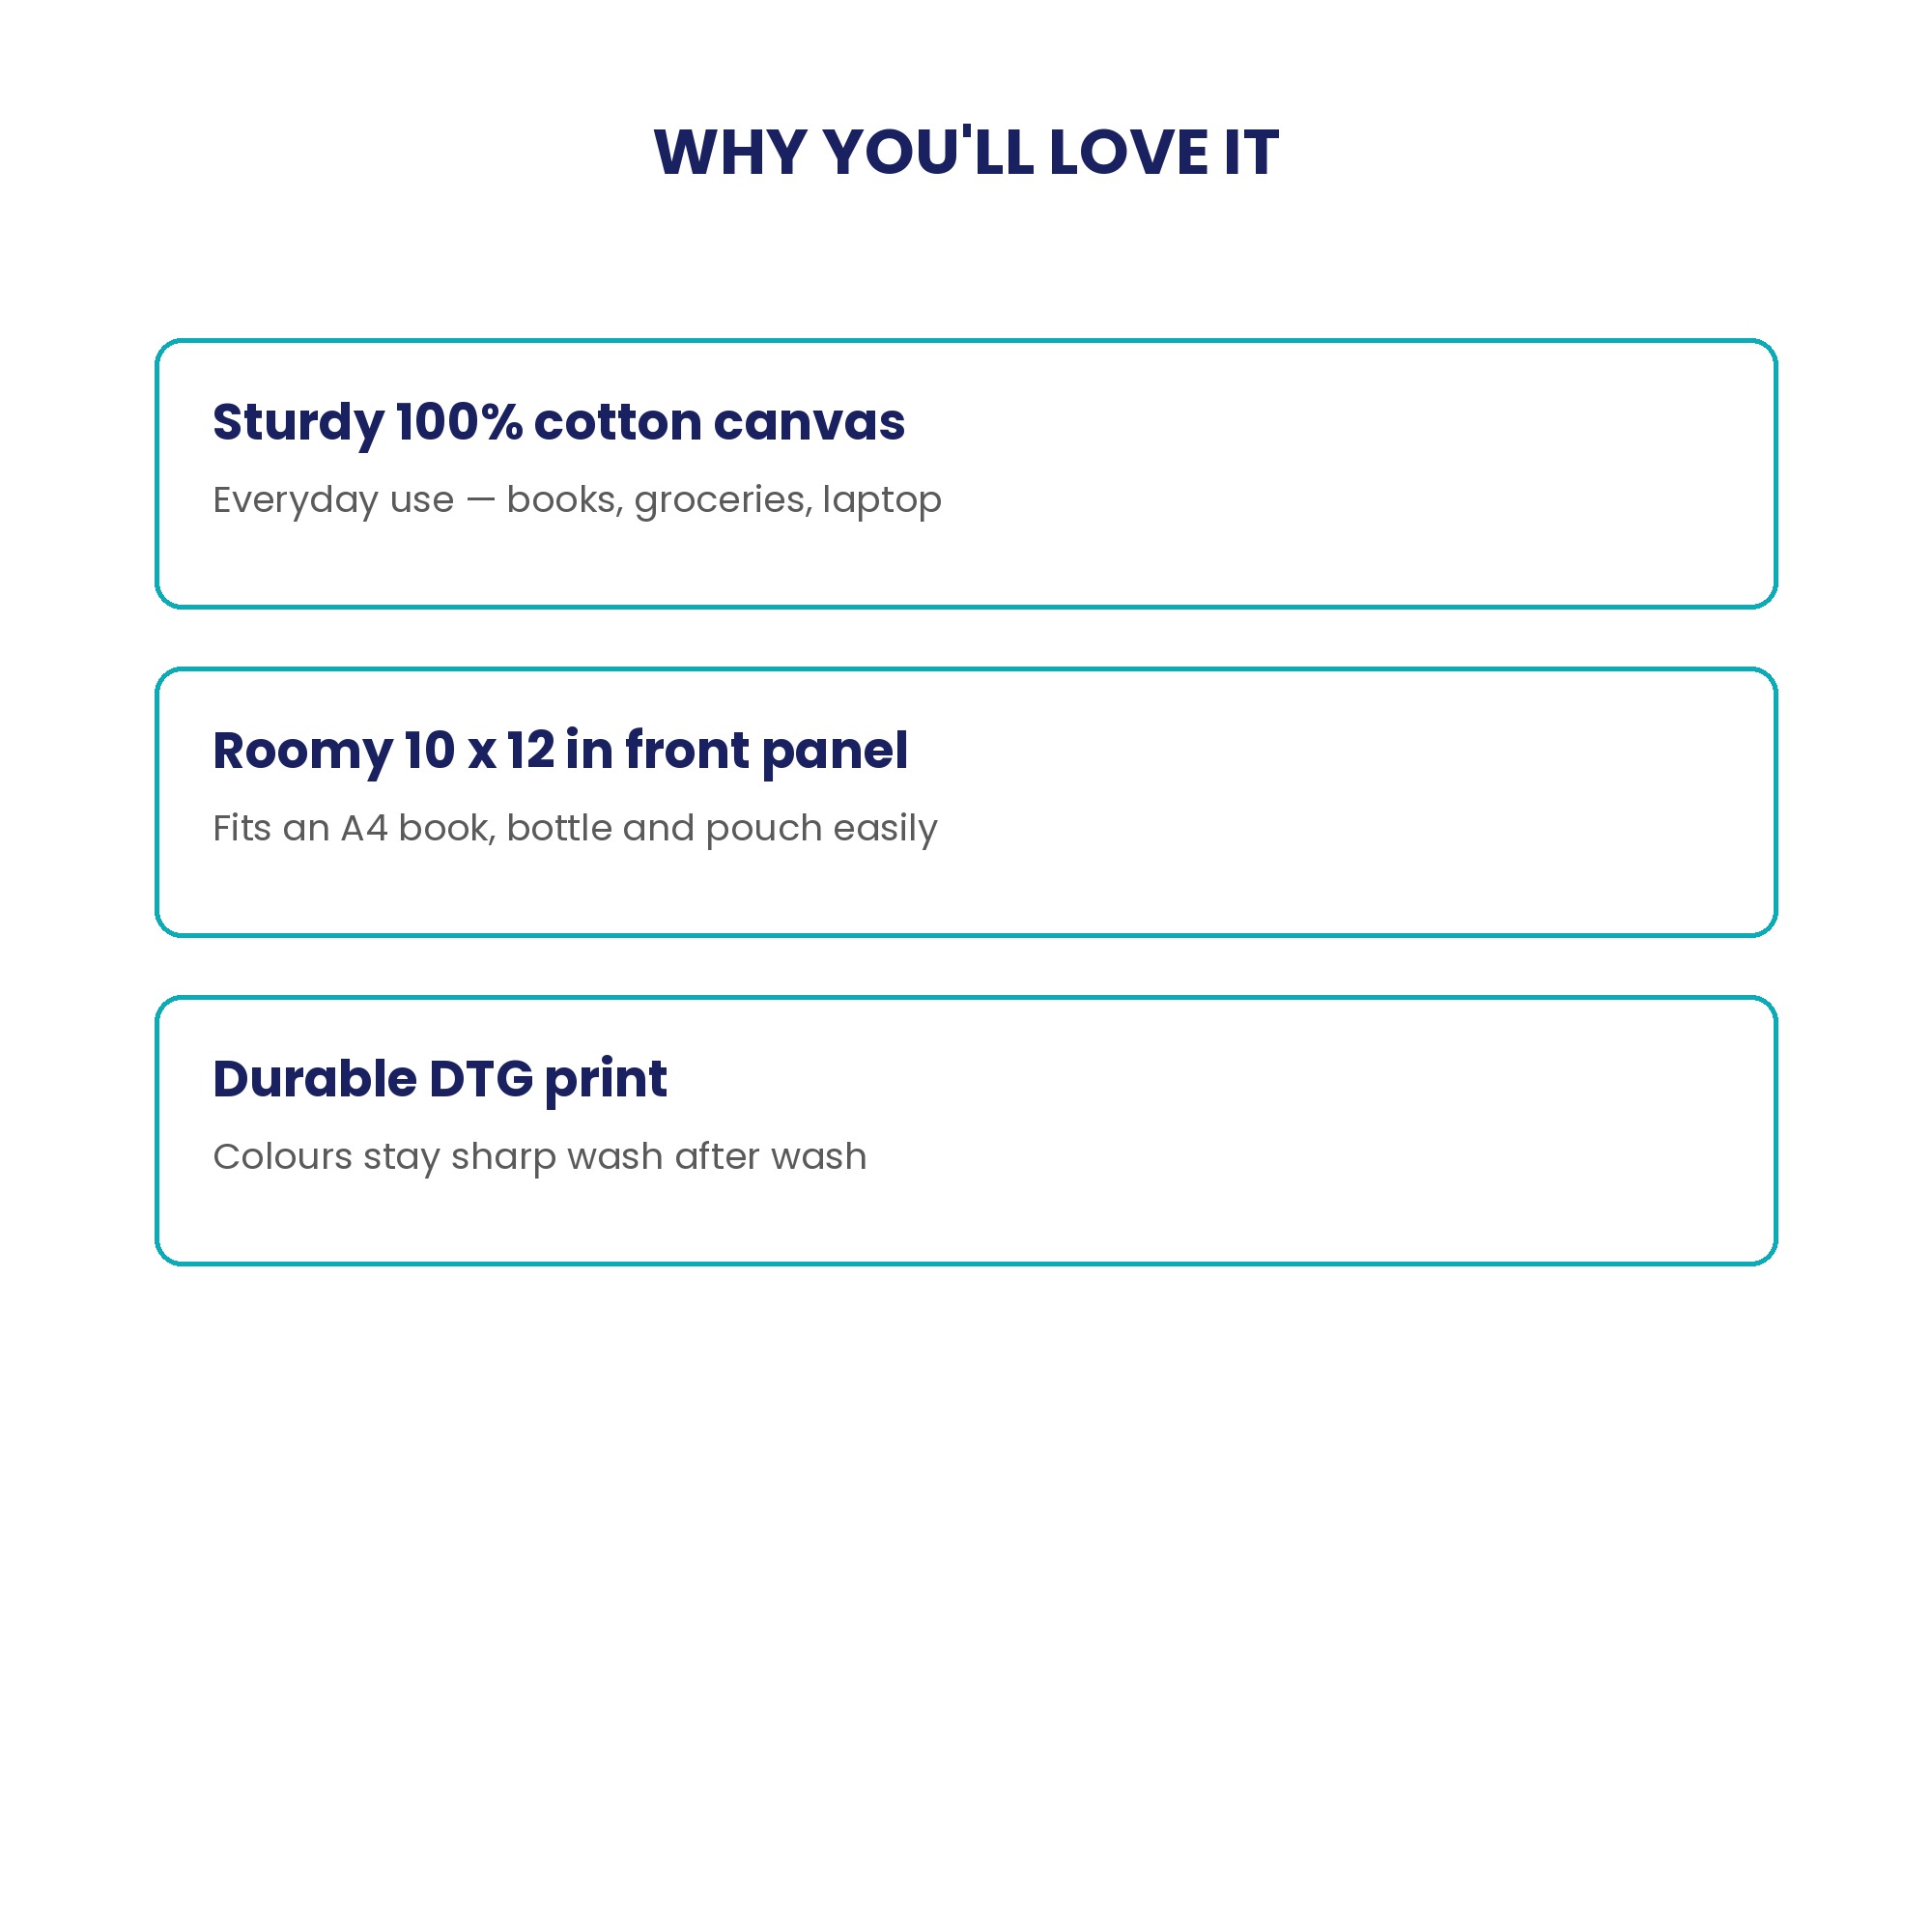 WHY YOU'LL LOVE IT
Sturdy 100% cotton canvas
Everyday use — books, groceries, laptop
Roomy 10 x 12 in front panel
Fits an A4 book, bottle and pouch easily
Durable DTG print
Colours stay sharp wash after wash